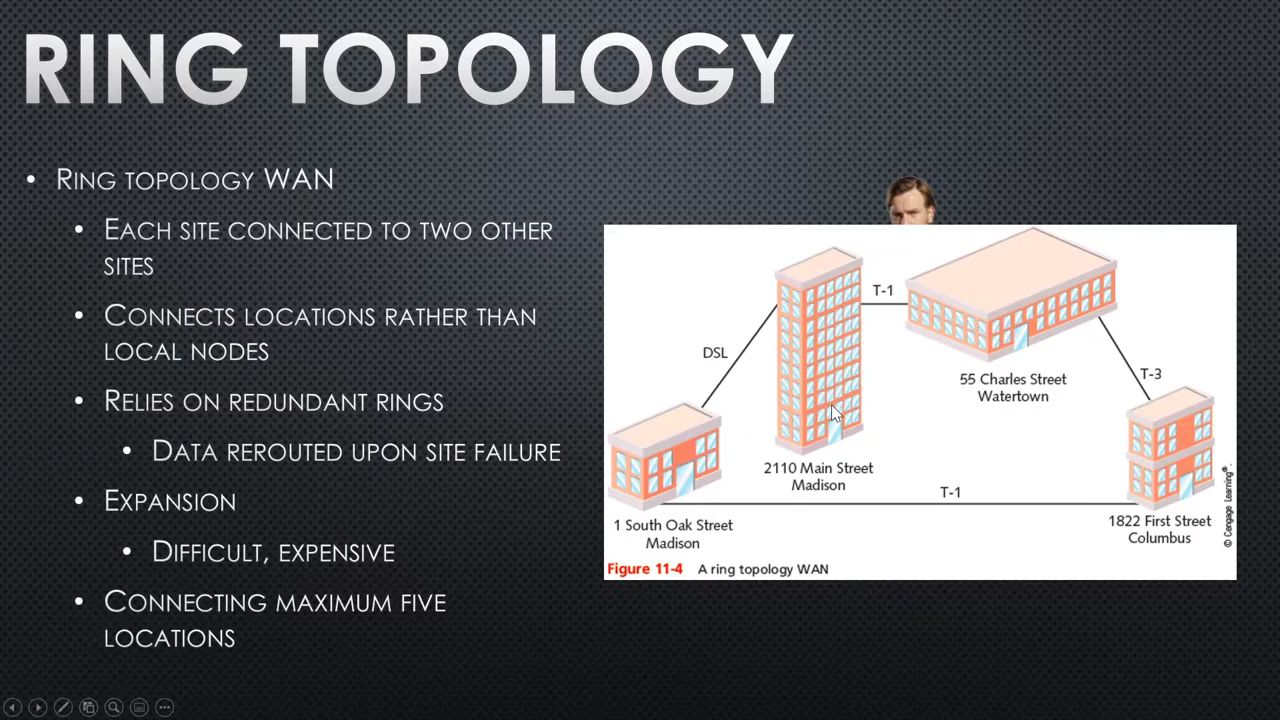 RING TOPOLOGY
• RING TOPOLOGY WAN
• EACH SITE CONNECTED TO TWO OTHER
SITES
• CONNECTS LOCATIONS RATHER THAN
LOCAL NODES
• RELIES ON REDUNDANT RINGS
• DATA REROUTED UPON SITE FAILURE
• EXPANSION
• DIFFICULT, EXPENSIVE
• CONNECTING MAXIMUM FIVE
LOCATIONS
T-1
DSL
T-3
55 Charles Street
Watertown
2110 Main Street
Madison
T-1
1 South Oak Street
Madison
1822 First Street
Columbus
© Cengage Learning®.
Figure 11-4 A ring topology WAN